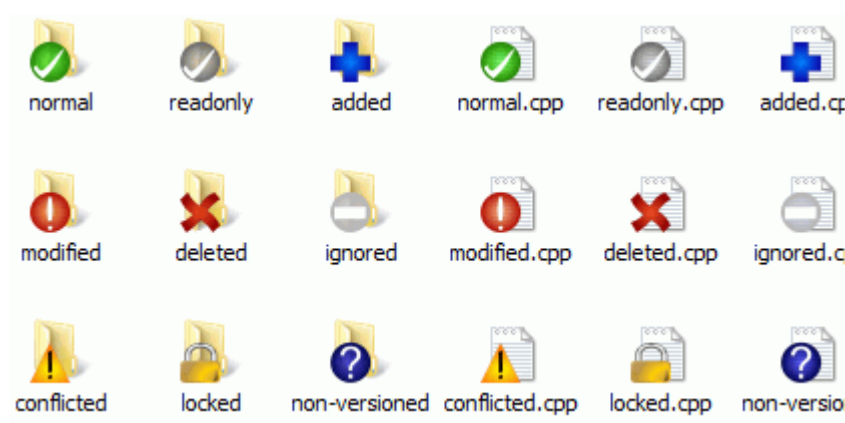 normal readonly added normal.cpp readonly.cpp added.cp
modified deleted ignored modified.cpp deleted.cpp ignored.c
conflicted locked non-versioned conflicted.cpp locked.cpp non-versio